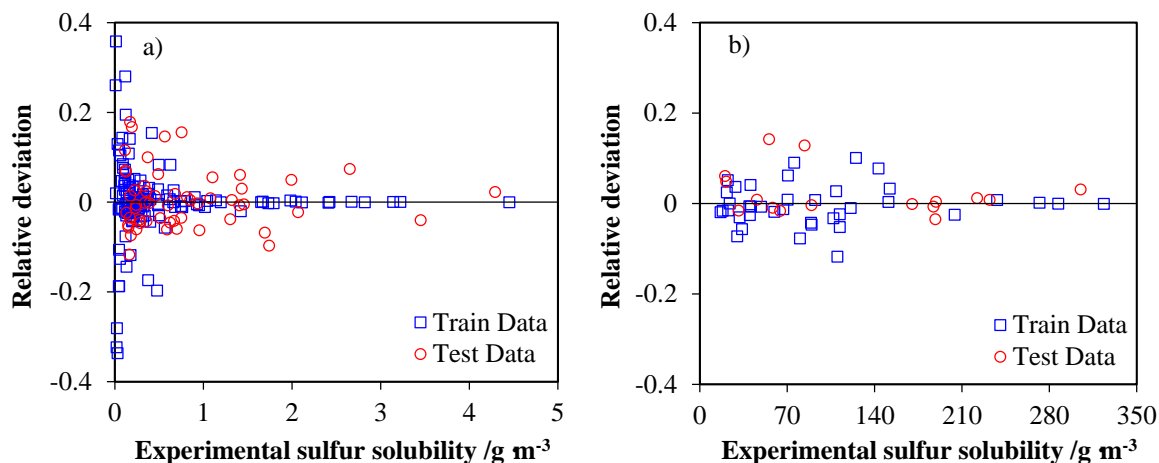 a)
0.4
0.2
0
-0.2
-0.4
Relative deviation
Train Data
Test Data
0 1 2 3 4 5
Experimental sulfur solubility /g·m-3
b)
0.4
0.2
0
-0.2
-0.4
Relative deviation
Train Data
Test Data
0 70 140 210 280 350
Experimental sulfur solubility /g·m-3